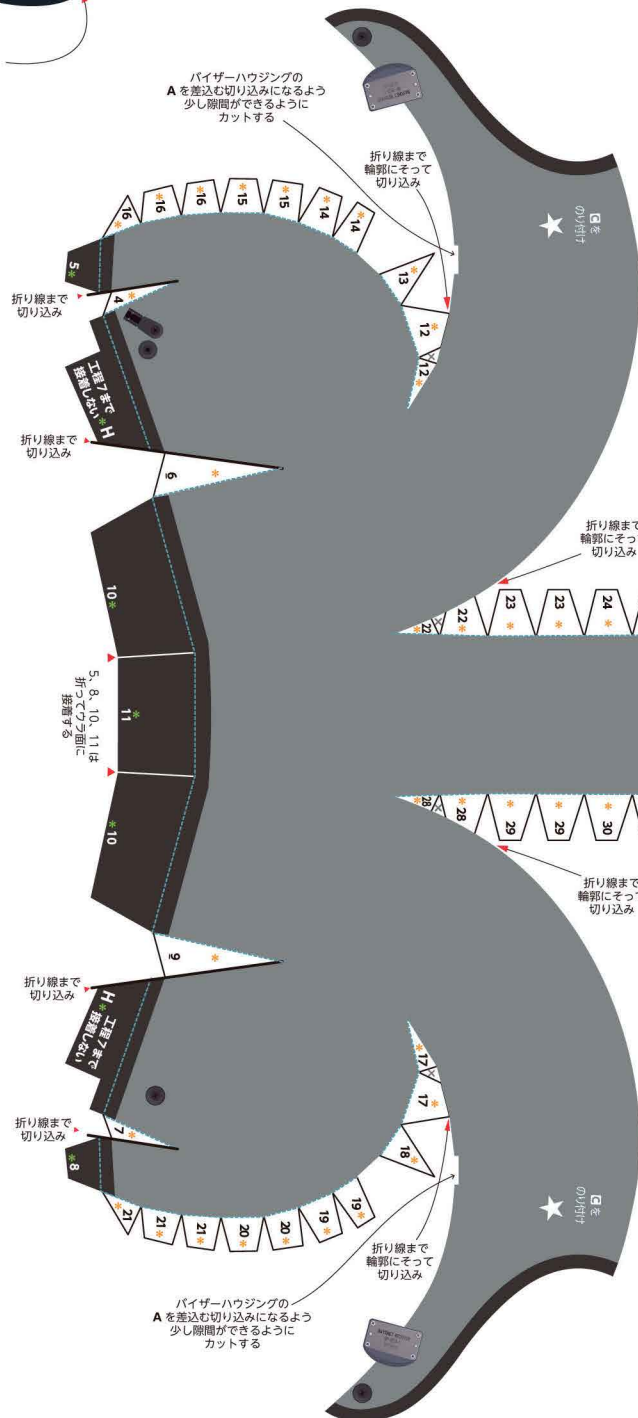 バイザーハウジングの
A を差込む切り込みになるよう
少し隙間ができるように
カットする
折り線まで
輪郭にそって
切り込み
C を
のり付け
16
16
16
15
15
14
14
13
12
12
5
4
折り線まで
切り込み
工程 7 まで
接着しない * H
折り線まで
切り込み
6
折り線まで
輪郭にそって
切り込み
22
22
23
23
24
10
11
10
5、8、10、11 は
折ってウラ面に
接着する
28
28
29
29
30
折り線まで
輪郭にそって
切り込み
9
折り線まで
切り込み
H * 工程 7 まで
接着しない
17
17
18
折り線まで
切り込み
7
8
21
21
21
20
20
19
19
C を
のり付け
折り線まで
輪郭にそって
切り込み
バイザーハウジングの
A を差込む切り込みになるよう
少し隙間ができるように
カットする